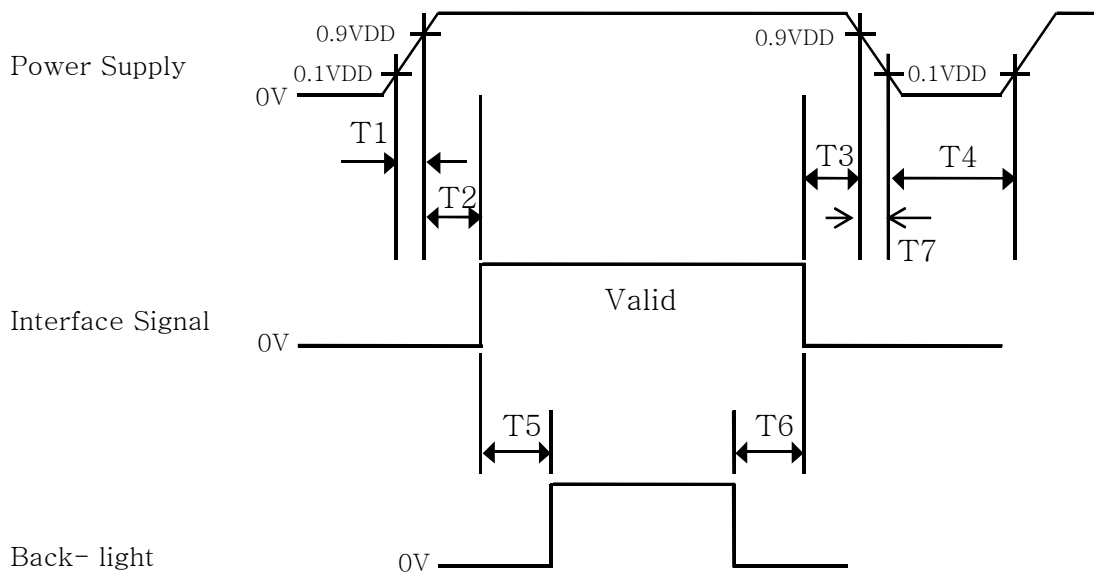 0.9VDD
0.9VDD
Power Supply
0.1VDD
0.1VDD
0V
T1
T3
T4
T2
T7
Valid
Interface Signal
0V
T5
T6
Back- light
0V